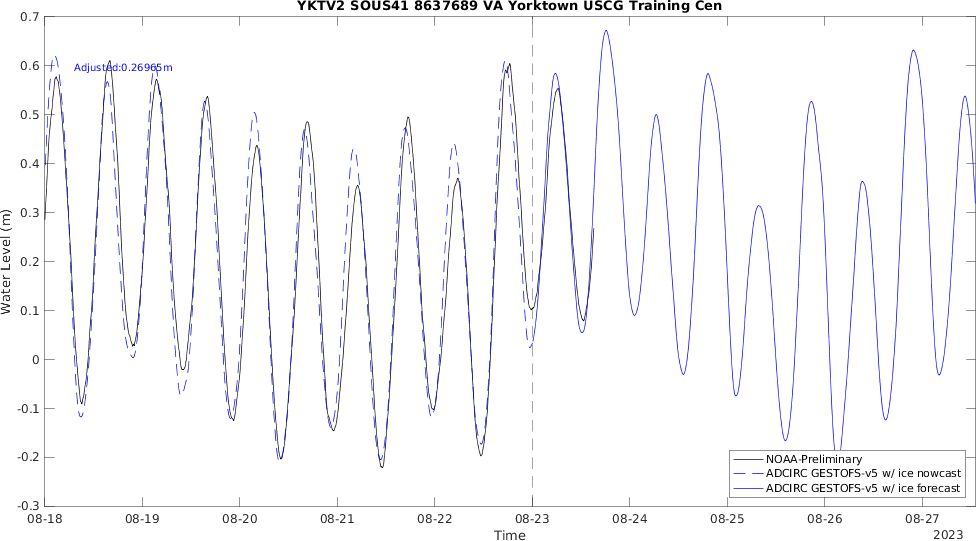 YKTV2 SOUS41 8637689 VA Yorktown USCG Training Cen
Adjusted:0.26965m
0.7
0.6
0.5
0.4
0.3
0.2
0.1
0
-0.1
-0.2
-0.3
Water Level (m)
NOAA-Preliminary
ADCIRC GESTOFS-v5 w/ ice nowcast
ADCIRC GESTOFS-v5 w/ ice forecast
08-18 08-19 08-20 08-21 08-22 08-23 08-24 08-25 08-26 08-27
Time
2023